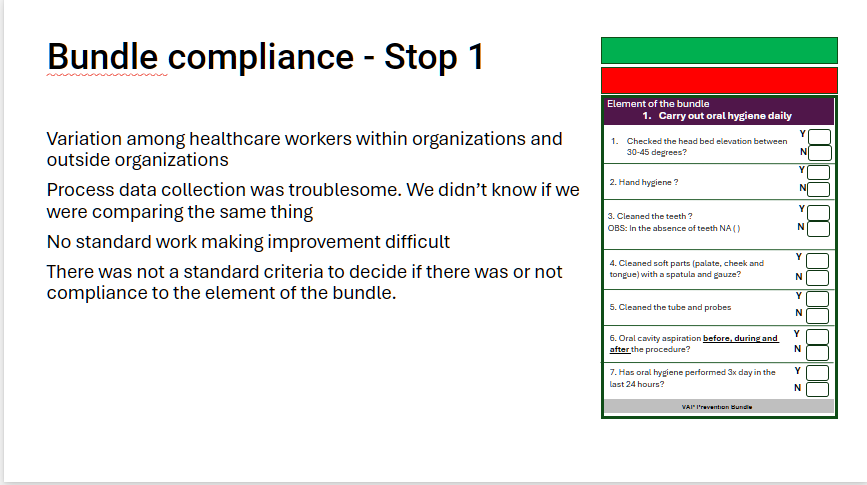 Bundle compliance - Stop 1
Variation among healthcare workers within organizations and
outside organizations
Process data collection was troublesome. We didn't know if we
were comparing the same thing
No standard work making improvement difficult
There was not a standard criteria to decide if there was or not
compliance to the element of the bundle.
Element of the bundle
1. Carry out oral hygiene daily
1. Checked the head bed elevation between
30-45 degrees?
Y
N
2. Hand hygiene ?
Y
N
3. Cleaned the teeth ?
OBS: In the absence of teeth NA ( )
Y
N
4. Cleaned soft parts (palate, cheek and
tongue) with a spatula and gauze?
Y
N
5. Cleaned the tube and probes
Y
N
6. Oral cavity aspiration before, during and
after the procedure?
Y
N
7. Has oral hygiene performed 3x day in the
last 24 hours?
Y
N
VAP Prevention Bundle